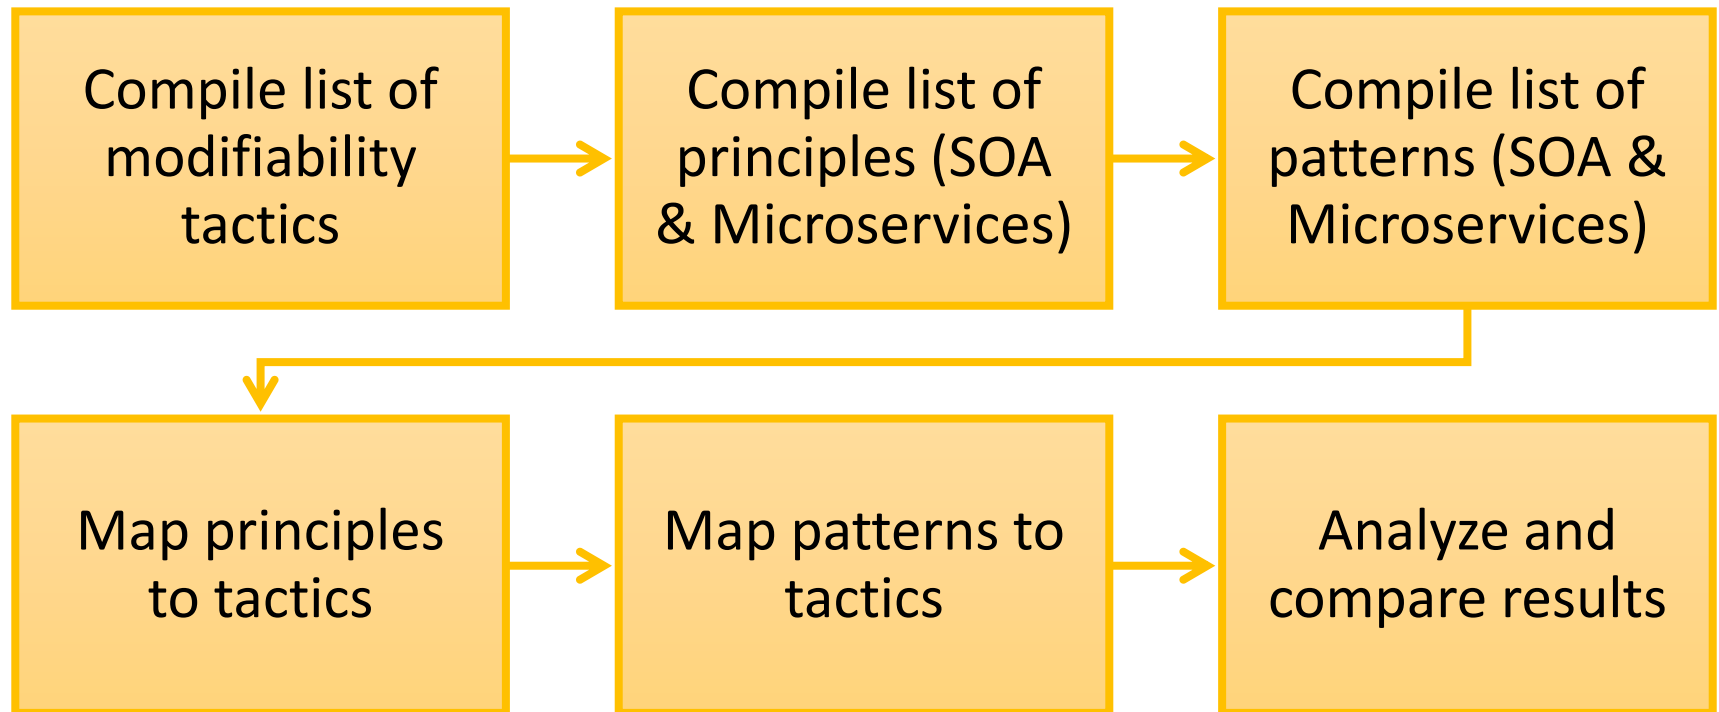 Compile list of
modifiability
tactics
Compile list of
principles (SOA
& Microservices)
Compile list of
patterns (SOA &
Microservices)
Map principles
to tactics
Map patterns to
tactics
Analyze and
compare results